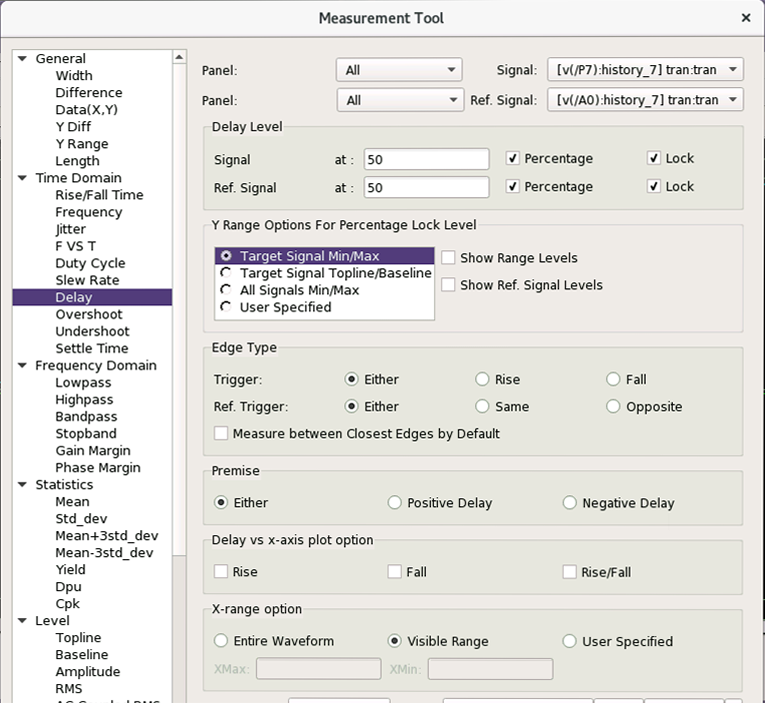 Measurement Tool
General
Width
Difference
Data(X,Y)
Y Diff
Y Range
Length
Time Domain
Rise/Fall Time
Frequency
Jitter
F VS T
Duty Cycle
Slew Rate
Delay
Overshoot
Undershoot
Settle Time
Frequency Domain
Lowpass
Highpass
Bandpass
Stopband
Gain Margin
Phase Margin
Statistics
Mean
Std_dev
Mean+3std_dev
Mean-3std_dev
Yield
Dpu
Cpk
Level
Topline
Baseline
Amplitude
RMS
Panel: All Signal: [v(/P7):history_7] tran:tran
Panel: All Ref. Signal: [v(/A0):history_7] tran:tran
Delay Level
Signal at : 50 Percentage Lock
Ref. Signal at : 50 Percentage Lock
Y Range Options For Percentage Lock Level
Target Signal Min/Max
Target Signal Topline/Baseline
All Signals Min/Max
User Specified
Show Range Levels
Show Ref. Signal Levels
Edge Type
Trigger: Either Rise Fall
Ref. Trigger: Either Same Opposite
Measure between Closest Edges by Default
Premise
Either Positive Delay Negative Delay
Delay vs x-axis plot option
Rise Fall Rise/Fall
X-range option
Entire Waveform Visible Range User Specified
XMax: XMin: